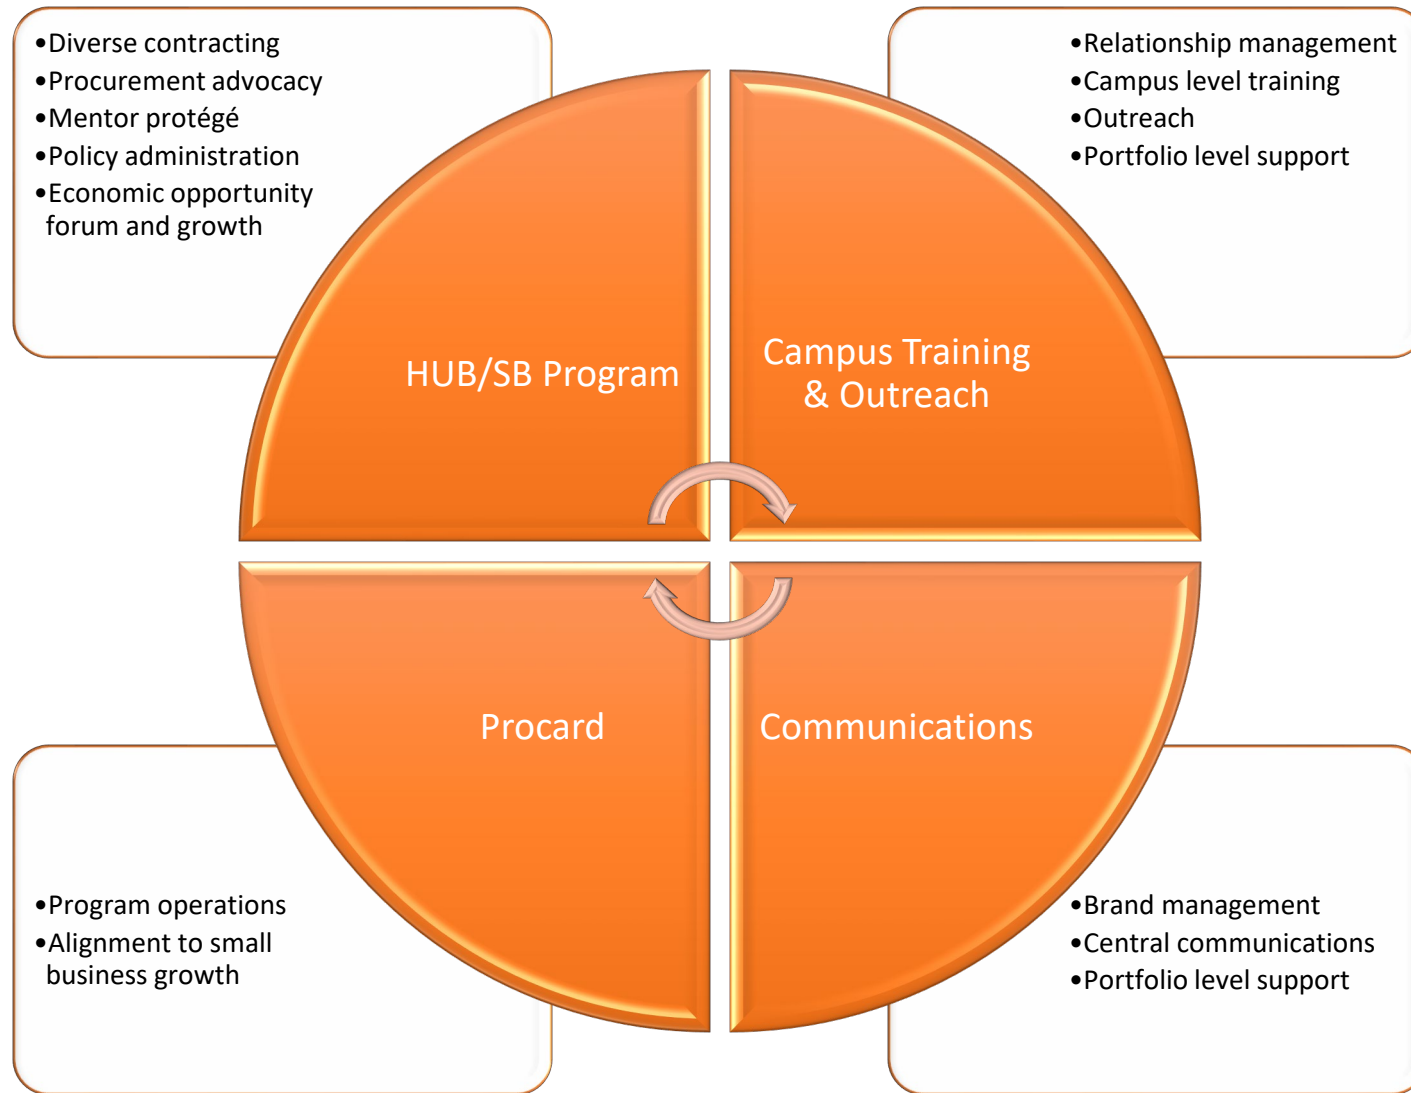 •Diverse contracting
•Procurement advocacy
•Mentor protégé
•Policy administration
•Economic opportunity
forum and growth
•Relationship management
•Campus level training
•Outreach
•Portfolio level support
HUB/SB Program
Campus Training
& Outreach
Procard
Communications
•Program operations
•Alignment to small
business growth
•Brand management
•Central communications
•Portfolio level support